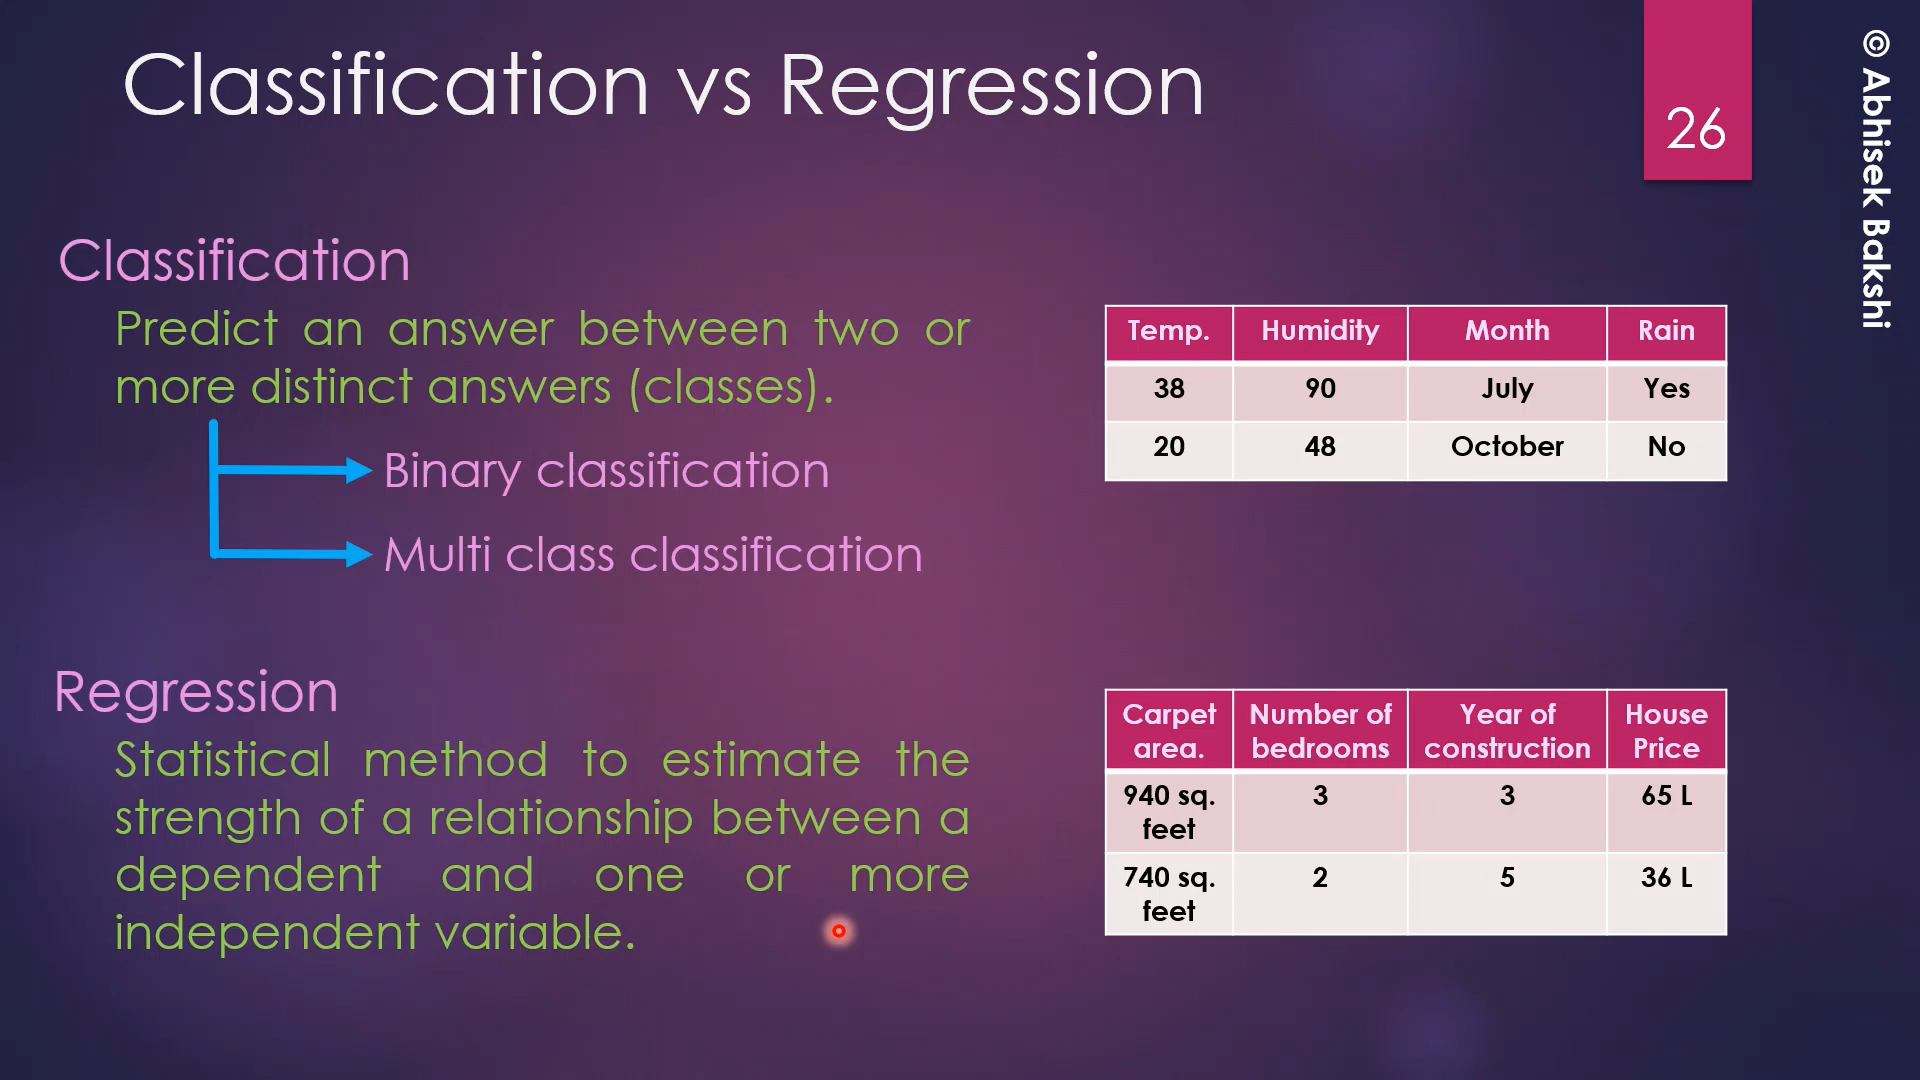 Classification vs Regression
26
© Abhisek Bakshi
Classification
Predict an answer between two or
more distinct answers (classes).
Binary classification
Multi class classification
Temp. Humidity Month Rain
38 90 July Yes
20 48 October No
Regression
Statistical method to estimate the
strength of a relationship between a
dependent and one or more
independent variable.
Carpet Number of Year of House
area. bedrooms construction Price
940 sq. 3 3 65 L
feet
740 sq. 2 5 36 L
feet